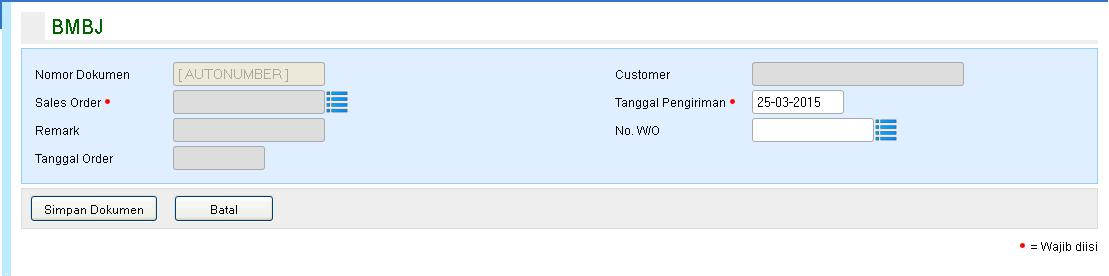 BMBJ
Nomor Dokumen [ AUTONUMBER ] Customer
Sales Order • Tanggal Pengiriman • 25-03-2015
Remark No. W/O
Tanggal Order
Simpan Dokumen Batal
• = Wajib diisi